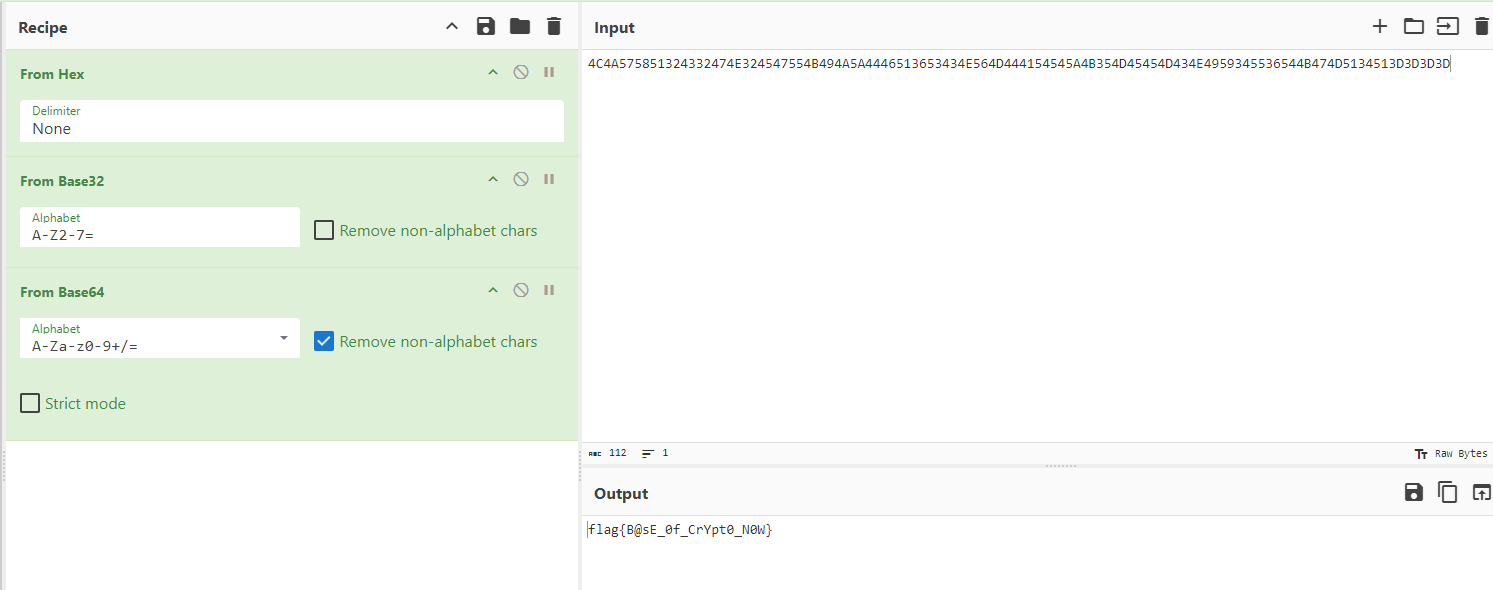 Recipe
From Hex
Delimiter
None
From Base32
Alphabet
A-Z2-7=
Remove non-alphabet chars
From Base64
Alphabet
A-Za-z0-9+/=
Remove non-alphabet chars
Strict mode
Input
4C4A575851324332474E324547554B494A5A4446513653434E564D444154545A4B354D45454D434E4959345536544B474D5134513D3D3D3D
ABC 112 1 Tт Raw Bytes
Output
flag{B@sE_0f_CrYpt0_N0W}